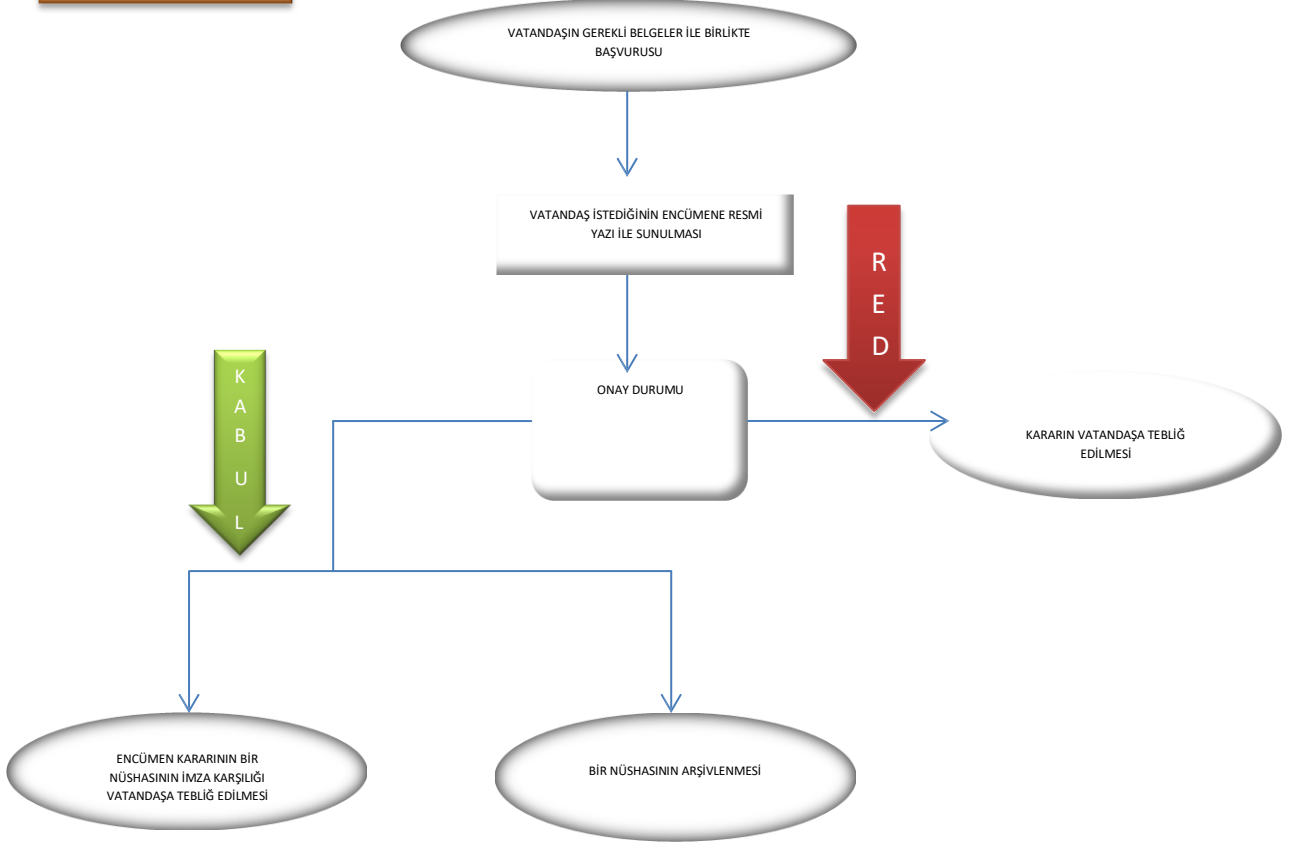 VATANDAŞIN GEREKLİ BELGELER İLE BİRLİKTE
BAŞVURUSU
VATANDAŞ İSTEDİĞİNİN ENCÜMENE RESMİ
YAZI İLE SUNULMASI
R
E
D
K
A
B
U
L
ONAY DURUMU
KARARIN VATANDAŞA TEBLİĞ
EDİLMESİ
ENCÜMEN KARARININ BİR
NÜSHASININ İMZA KARŞILIĞI
VATANDAŞA TEBLİĞ EDİLMESİ
BİR NÜSHASININ ARŞİVLENMESİ